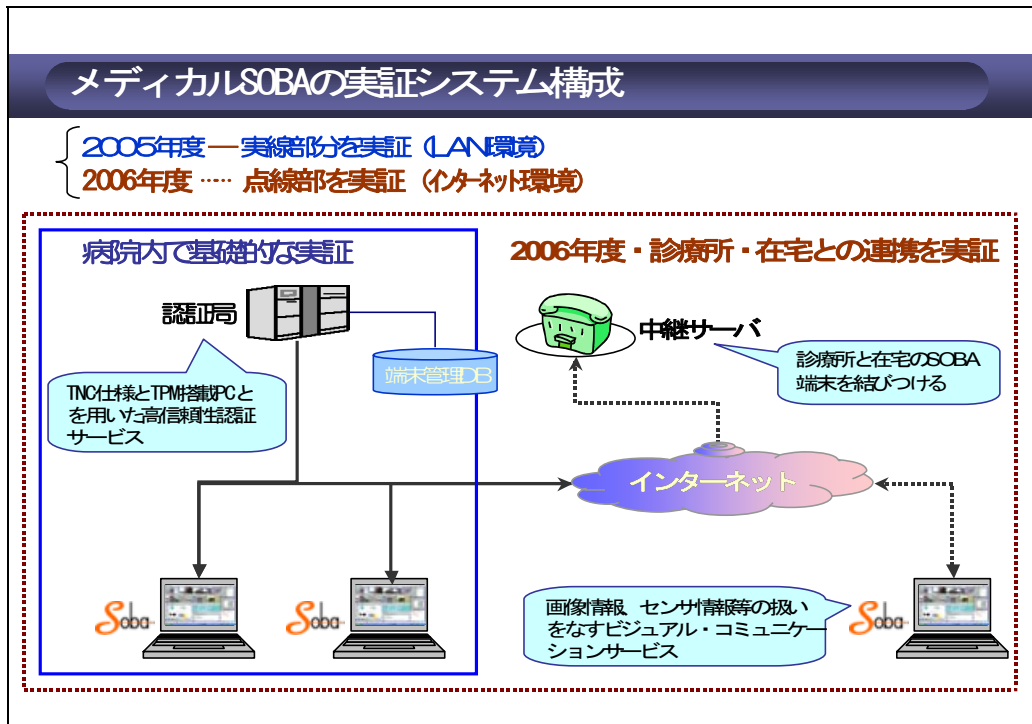 メディカルSOBAの実証システム構成
2005年度 ― 実線部分を実証（LAN環境）
2006年度 ‥‥ 点線部を実証（インターネット環境）
病院内で基礎的な実証
2006年度・診療所・在宅との連携を実証
認証局
端末管理DB
TNC仕様とTPM搭載PCと
を用いた高信頼性認証
サービス
中継サーバ
診療所と在宅のSOBA
端末を結びつける
インターネット
Soba
Soba
画像情報、センサ情報等の扱い
をなすビジュアル・コミュニケー
ションサービス
Soba